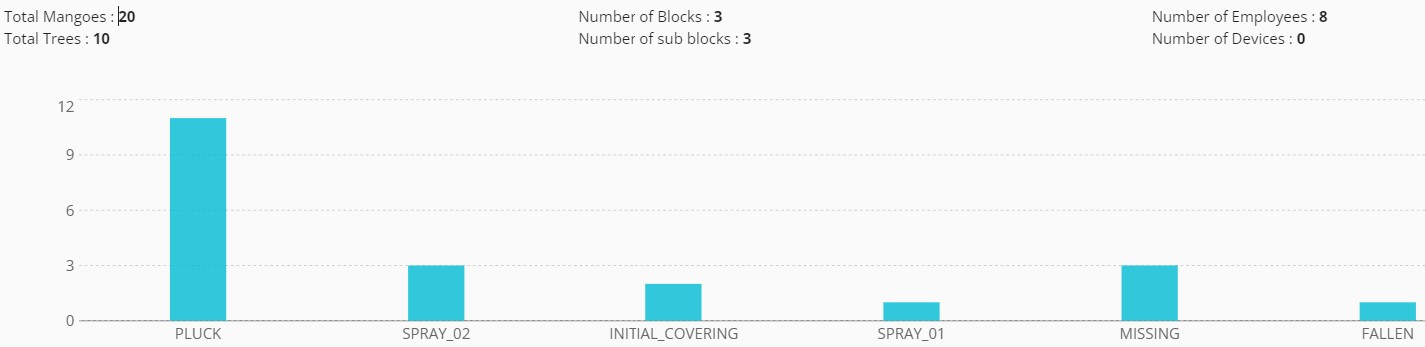 Total Mangoes : 20 Number of Blocks : 3 Number of Employees : 8
Total Trees : 10 Number of sub blocks : 3 Number of Devices : 0
12
9
6
3
0
PLUCK SPRAY_02 INITIAL_COVERING SPRAY_01 MISSING FALLEN